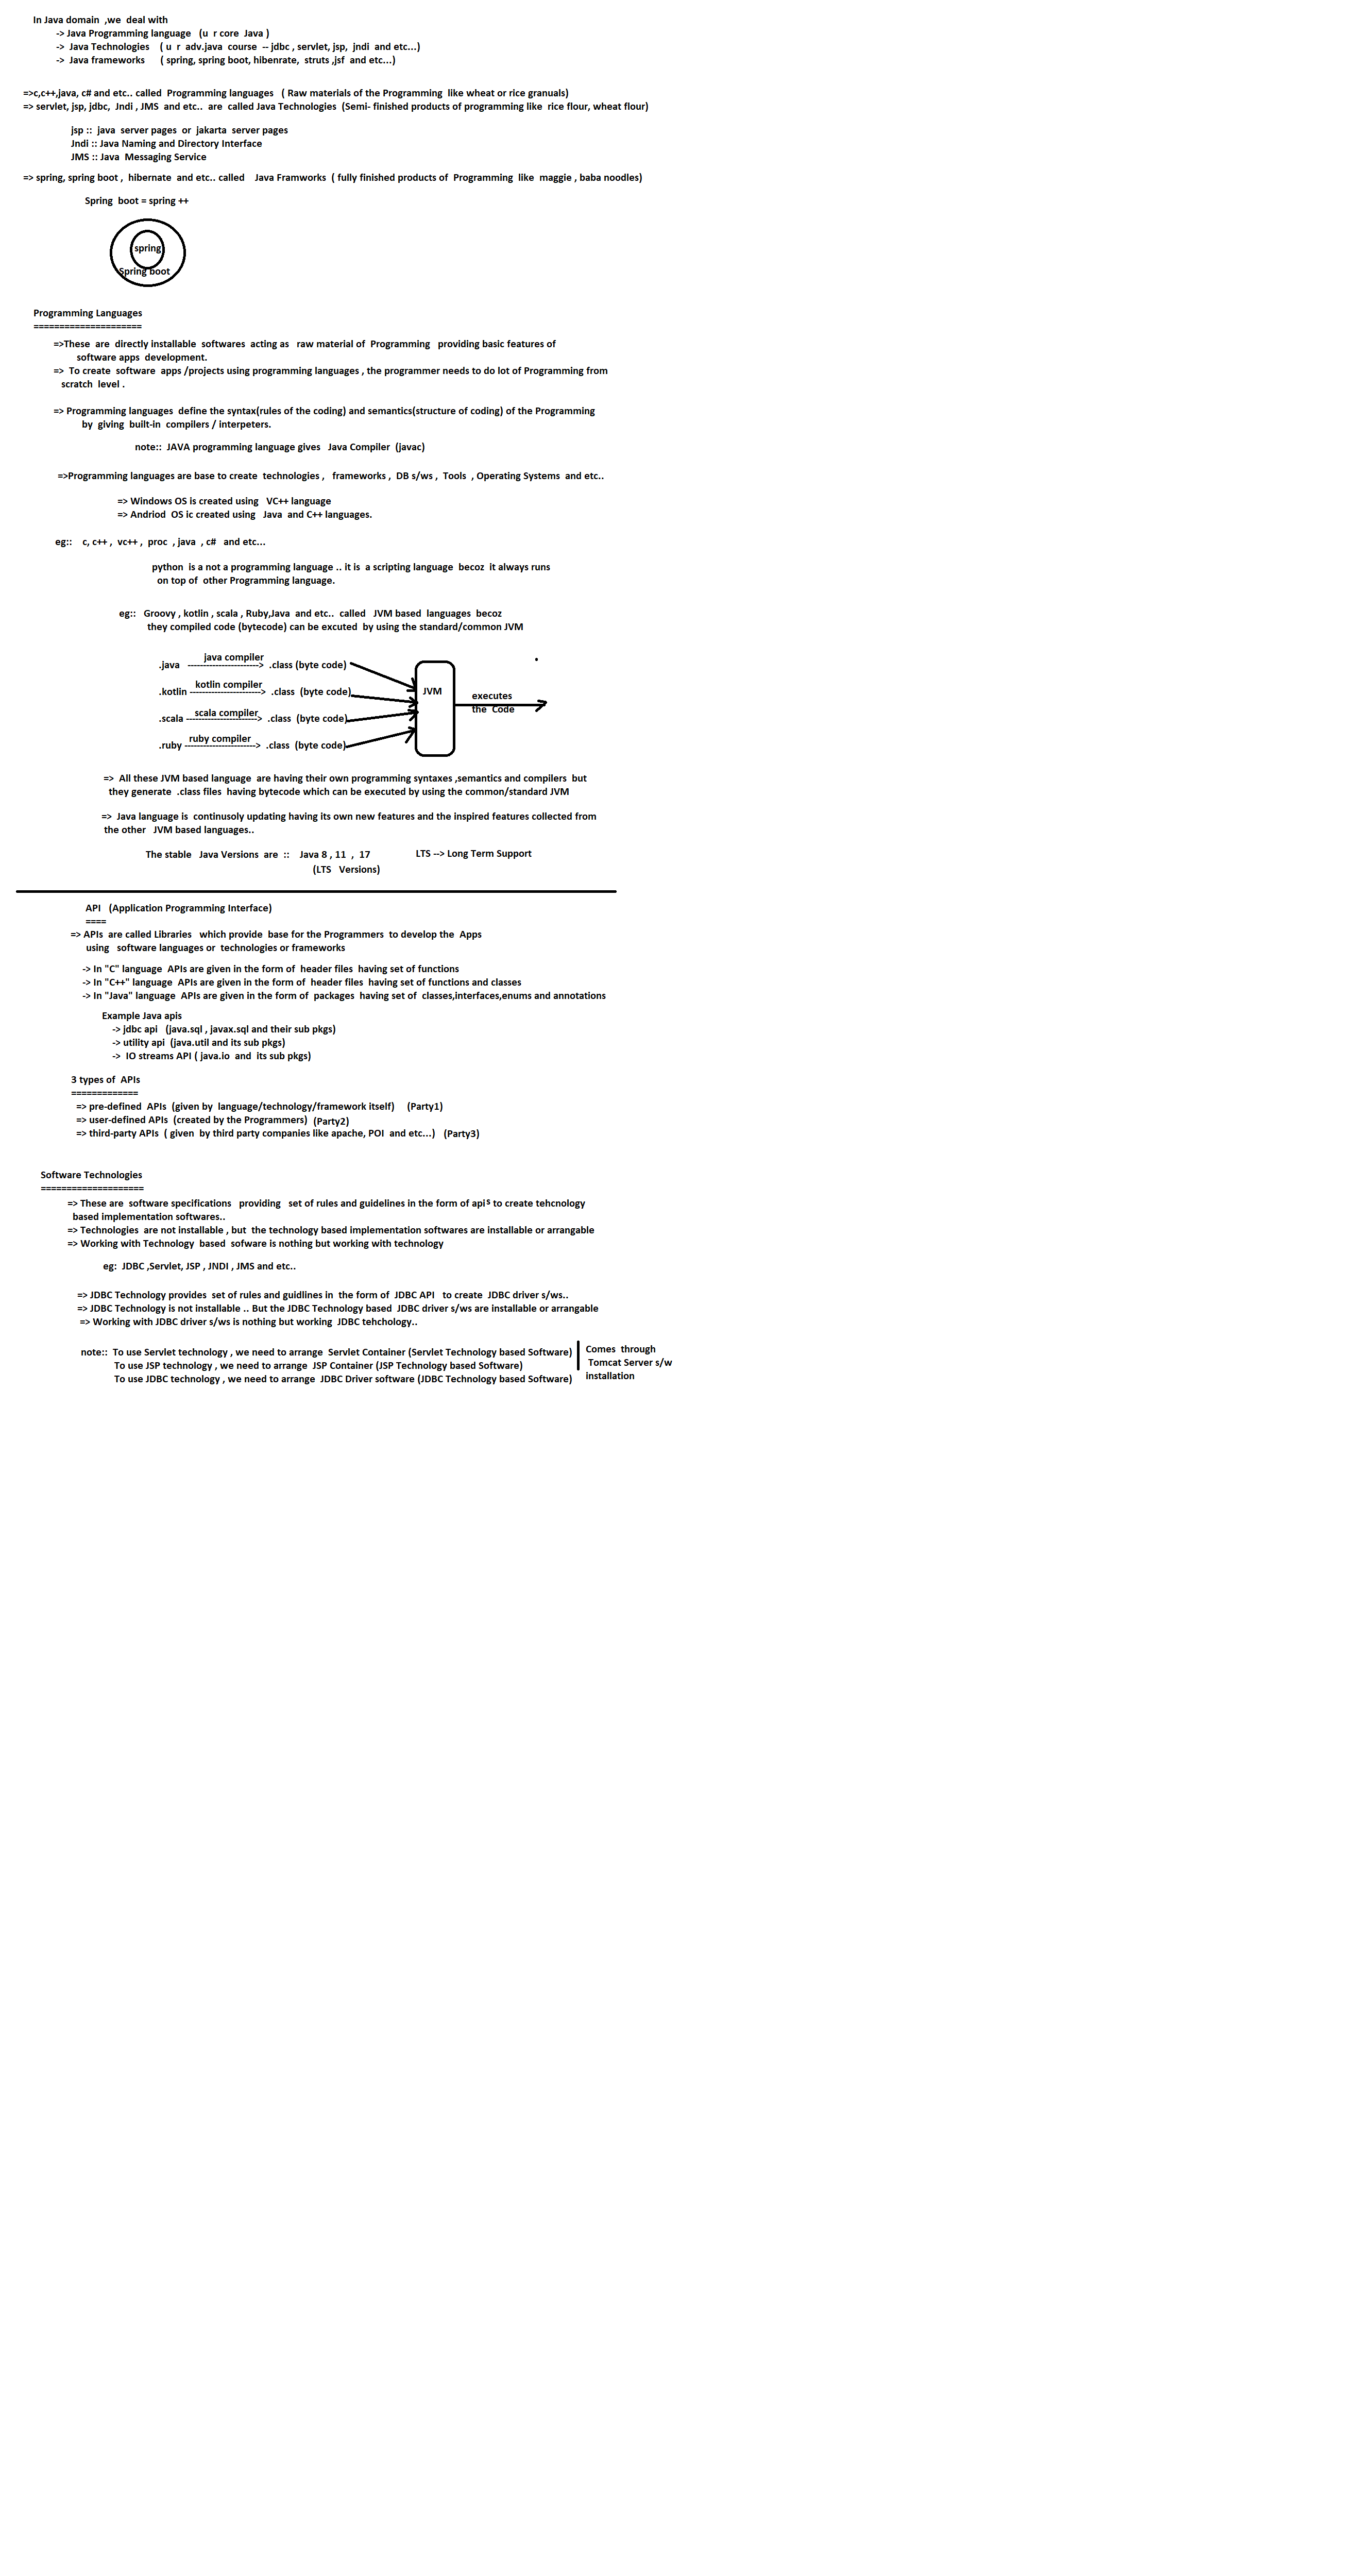 In Java domain ,we deal with
-> Java Programming language (u r core Java )
-> Java Technologies ( u r adv.java course -- jdbc , servlet, jsp, jndi and etc...)
-> Java frameworks ( spring, spring boot, hibenrate, struts ,jsf and etc...)
=>c,c++,java, c# and etc.. called Programming languages ( Raw materials of the Programming like wheat or rice granuals)
=> servlet, jsp, jdbc, Jndi , JMS and etc.. are called Java Technologies (Semi- finished products of programming like rice flour, wheat flour)
jsp :: java server pages or jakarta server pages
Jndi :: Java Naming and Directory Interface
JMS :: Java Messaging Service
=> spring, spring boot , hibernate and etc.. called Java Framworks ( fully finished products of Programming like maggie , baba noodles)
Spring boot = spring ++
spring
Spring boot
Programming Languages
=====================
=>These are directly installable softwares acting as raw material of Programming providing basic features of
software apps development.
=> To create software apps /projects using programming languages , the programmer needs to do lot of Programming from
scratch level .
=> Programming languages define the syntax(rules of the coding) and semantics(structure of coding) of the Programming
by giving built-in compilers / interpeters.
note:: JAVA programming language gives Java Compiler (javac)
=>Programming languages are base to create technologies , frameworks , DB s/ws , Tools , Operating Systems and etc..
=> Windows OS is created using VC++ language
=> Andriod OS ic created using Java and C++ languages.
eg:: c, c++ , vc++ , proc , java , c# and etc...
python is a not a programming language .. it is a scripting language becoz it always runs
on top of other Programming language.
eg:: Groovy , kotlin , scala , Ruby,Java and etc.. called JVM based languages becoz
they compiled code (bytecode) can be excuted by using the standard/common JVM
java compiler
.java -----------------------> .class (byte code)
kotlin compiler
.kotlin -----------------------> .class (byte code)
JVM
executes
the Code
scala compiler
.scala -----------------------> .class (byte code)
ruby compiler
.ruby -----------------------> .class (byte code)
=> All these JVM based language are having their own programming syntaxes ,semantics and compilers but
they generate .class files having bytecode which can be executed by using the common/standard JVM
=> Java language is continusoly updating having its own new features and the inspired features collected from
the other JVM based languages..
The stable Java Versions are :: Java 8 , 11 , 17 LTS --> Long Term Support
(LTS Versions)
API (Application Programming Interface)
====
=> APIs are called Libraries which provide base for the Programmers to develop the Apps
using software languages or technologies or frameworks
-> In "C" language APIs are given in the form of header files having set of functions
-> In "C++" language APIs are given in the form of header files having set of functions and classes
-> In "Java" language APIs are given in the form of packages having set of classes,interfaces,enums and annotations
Example Java apis
-> jdbc api (java.sql , javax.sql and their sub pkgs)
-> utility api (java.util and its sub pkgs)
-> IO streams API ( java.io and its sub pkgs)
3 types of APIs
=============
=> pre-defined APIs (given by language/technology/framework itself) (Party1)
=> user-defined APIs (created by the Programmers) (Party2)
=> third-party APIs ( given by third party companies like apache, POI and etc...) (Party3)
Software Technologies
====================
=> These are software specifications providing set of rules and guidelines in the form of apis to create tehcnology
based implementation softwares..
=> Technologies are not installable , but the technology based implementation softwares are installable or arrangable
=> Working with Technology based sofware is nothing but working with technology
eg: JDBC ,Servlet, JSP , JNDI , JMS and etc..
=> JDBC Technology provides set of rules and guidlines in the form of JDBC API to create JDBC driver s/ws..
=> JDBC Technology is not installable .. But the JDBC Technology based JDBC driver s/ws are installable or arrangable
=> Working with JDBC driver s/ws is nothing but working JDBC tehchology..
note:: To use Servlet technology , we need to arrange Servlet Container (Servlet Technology based Software)
To use JSP technology , we need to arrange JSP Container (JSP Technology based Software)
To use JDBC technology , we need to arrange JDBC Driver software (JDBC Technology based Software)
Comes through
Tomcat Server s/w
installation